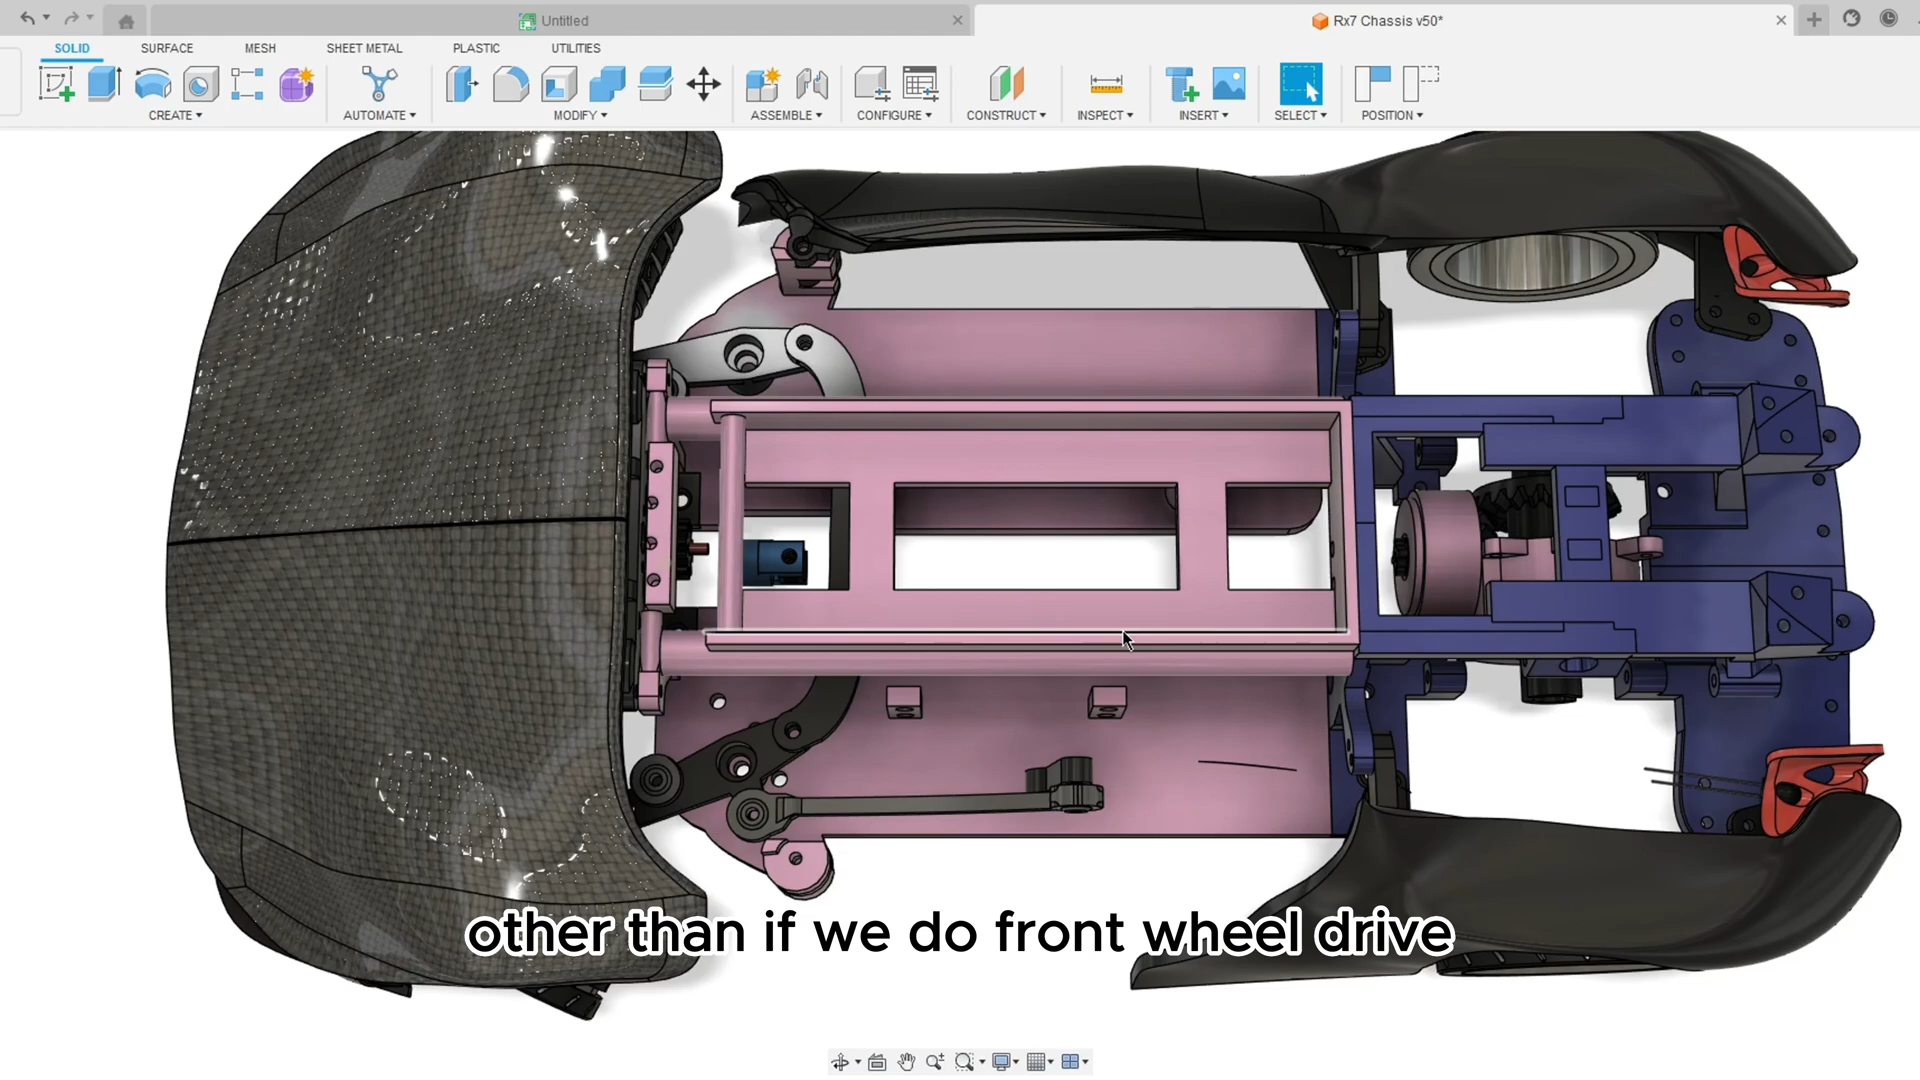 Untitled
Rx7 Chassis v50*
SOLID SURFACE MESH SHEET METAL PLASTIC UTILITIES
CREATE AUTOMATE MODIFY ASSEMBLE CONFIGURE CONSTRUCT INSPECT INSERT SELECT POSITION
other than if we do front wheel drive